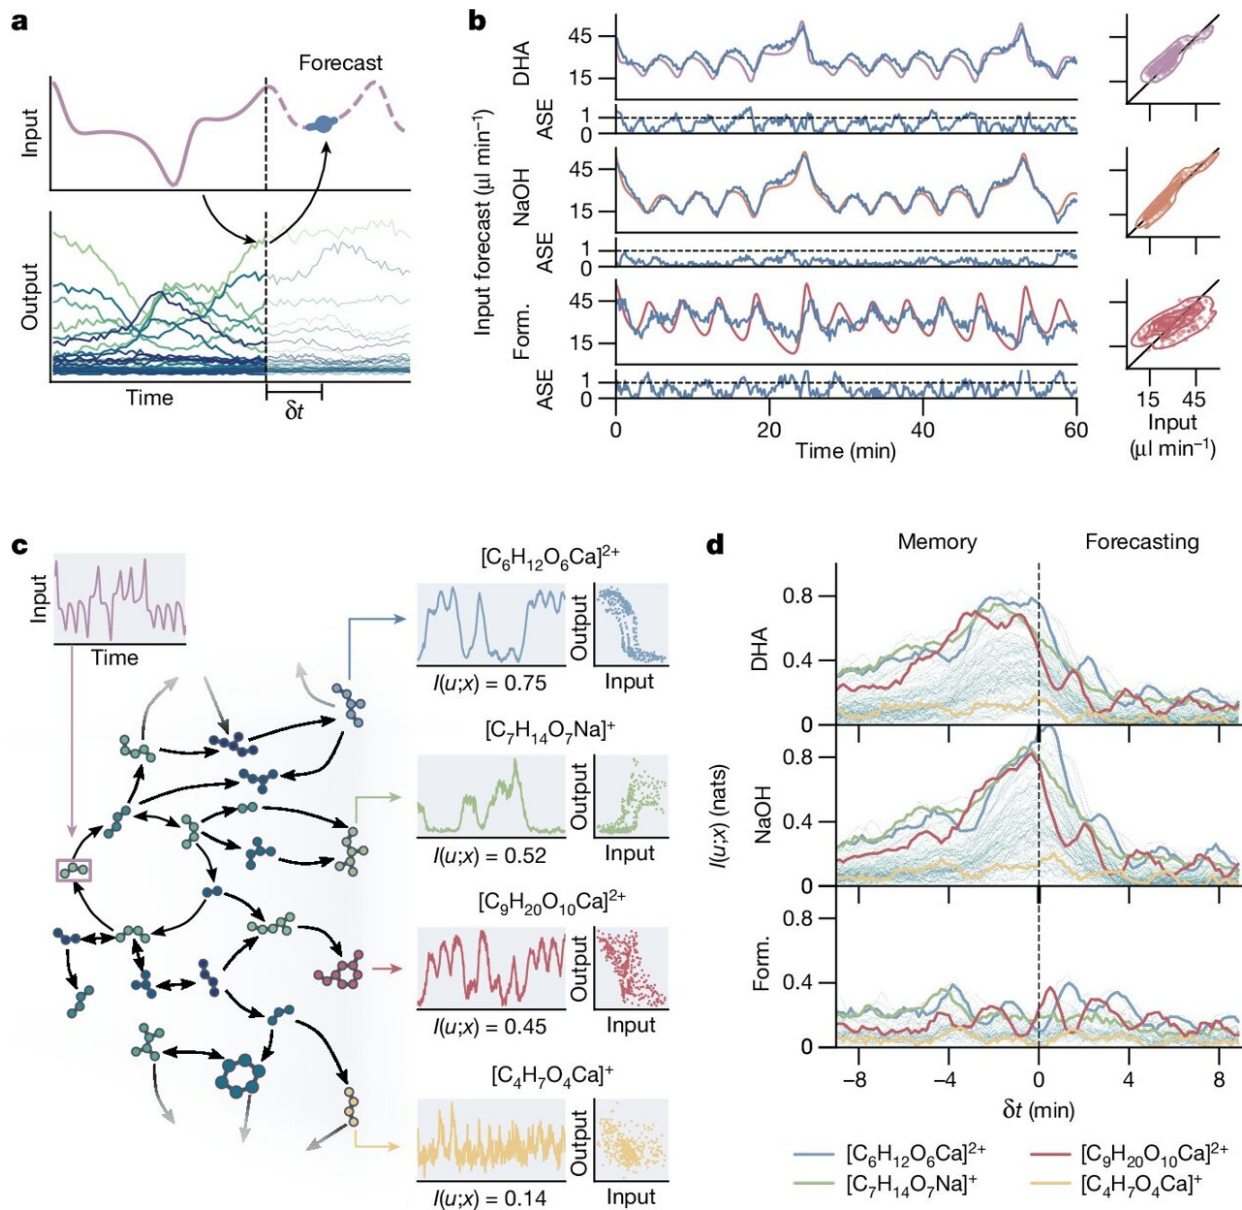 a
Forecast
Input
Output
Time
δt
b
Input forecast (μl min⁻¹)
DHA
45
15
ASE
1
0
NaOH
45
15
ASE
1
0
Form.
45
15
ASE
1
0
0 20 40 60
Time (min)
15 45
Input
(μl min⁻¹)
c
Input
Time
[C₆H₁₂O₆Ca]²⁺
Output
Input
I(u;x) = 0.75
[C₇H₁₄O₇Na]⁺
Output
Input
I(u;x) = 0.52
[C₉H₂₀O₁₀Ca]²⁺
Output
Input
I(u;x) = 0.45
[C₄H₇O₄Ca]⁺
Output
Input
I(u;x) = 0.14
d
Memory Forecasting
I(u;x) (nats)
DHA
0.8
0.4
0
NaOH
0.8
0.4
0
Form.
0.8
0.4
0
−8 −4 0 4 8
δt (min)
[C₆H₁₂O₆Ca]²⁺ [C₉H₂₀O₁₀Ca]²⁺
[C₇H₁₄O₇Na]⁺ [C₄H₇O₄Ca]⁺